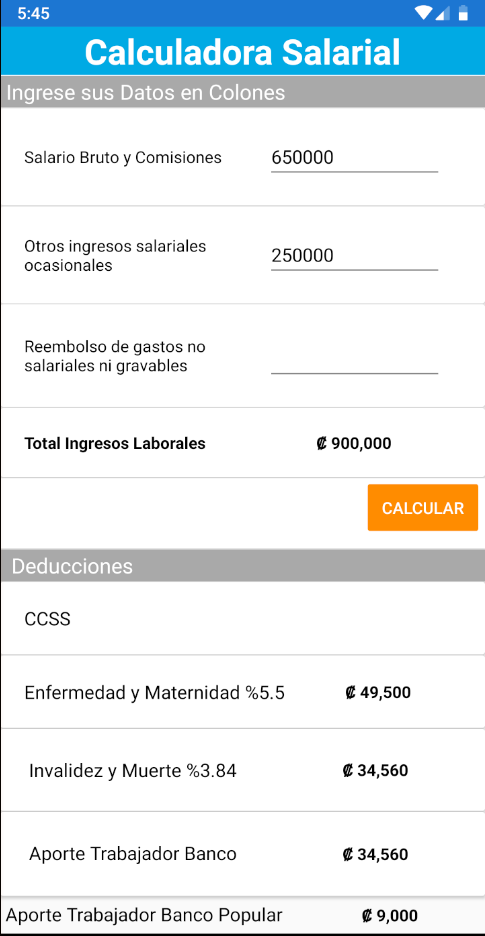 5:45
Calculadora Salarial
Ingrese sus Datos en Colones
Salario Bruto y Comisiones 650000
Otros ingresos salariales
ocasionales 250000
Reembolso de gastos no
salariales ni gravables
Total Ingresos Laborales ₡ 900,000
CALCULAR
Deducciones
CCSS
Enfermedad y Maternidad %5.5 ₡ 49,500
Invalidez y Muerte %3.84 ₡ 34,560
Aporte Trabajador Banco ₡ 34,560
Aporte Trabajador Banco Popular ₡ 9,000